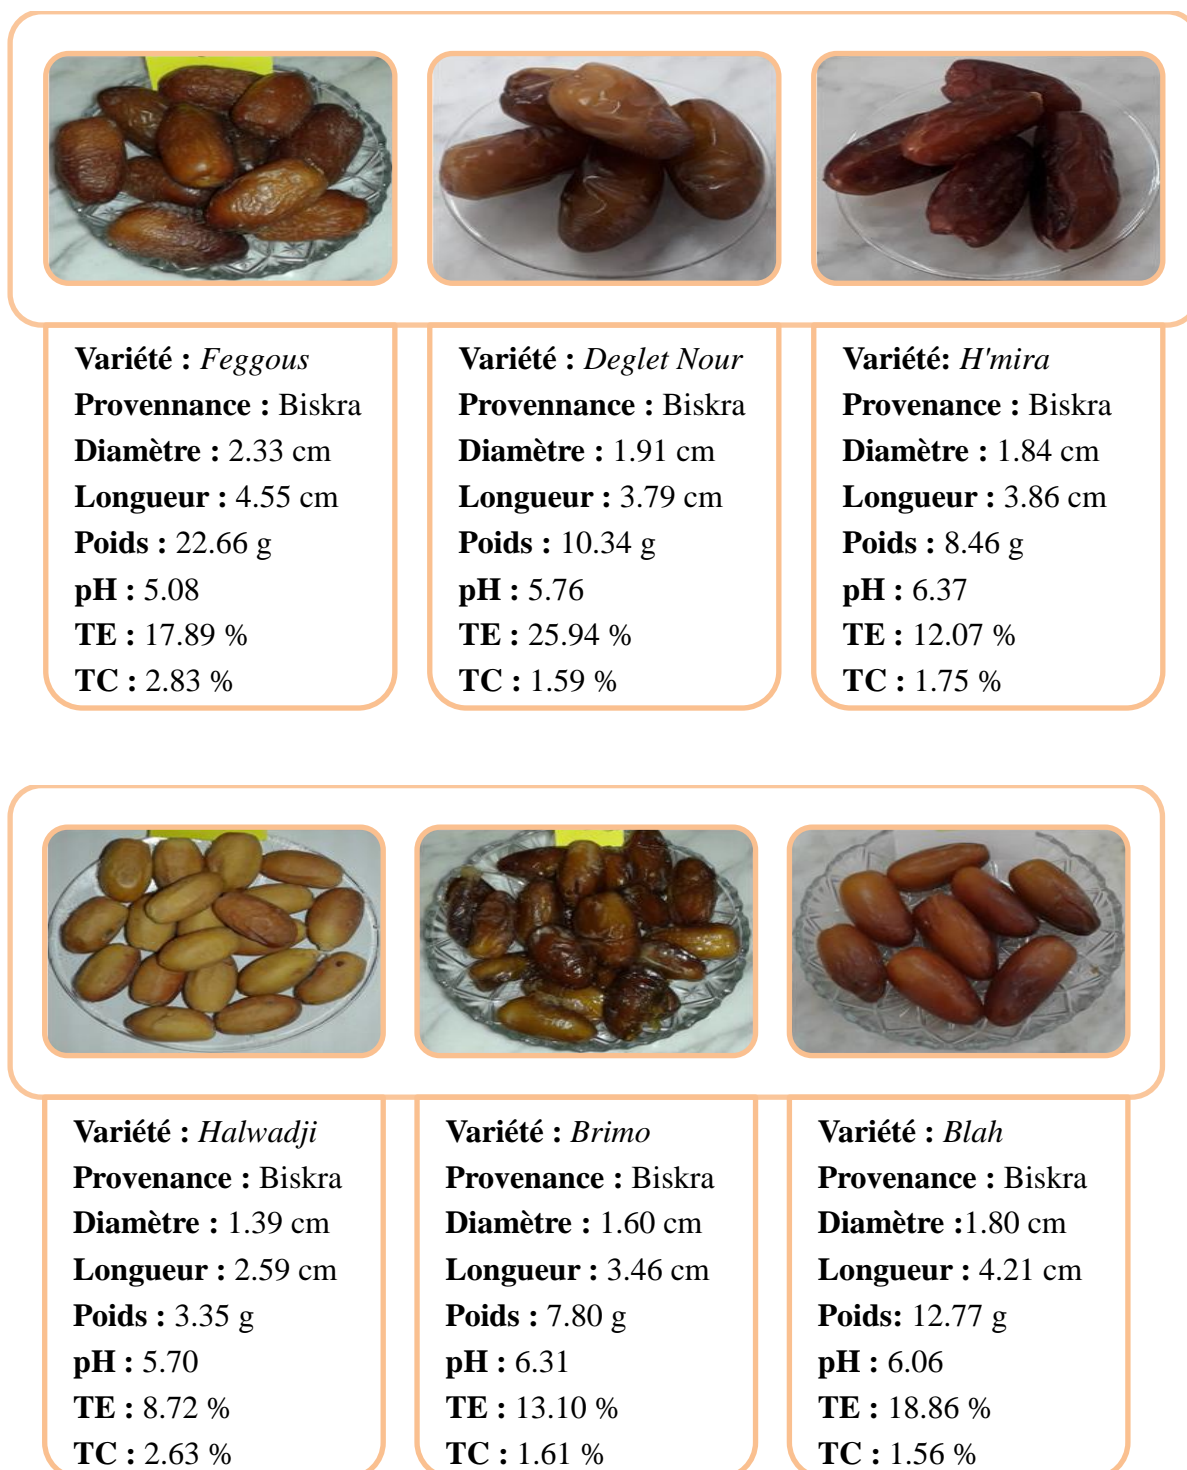 Variété : Feggous
Provennance : Biskra
Diamètre : 2.33 cm
Longueur : 4.55 cm
Poids : 22.66 g
pH : 5.08
TE : 17.89 %
TC : 2.83 %
Variété : Deglet Nour
Provennance : Biskra
Diamètre : 1.91 cm
Longueur : 3.79 cm
Poids : 10.34 g
pH : 5.76
TE : 25.94 %
TC : 1.59 %
Variété: H'mira
Provenance : Biskra
Diamètre : 1.84 cm
Longueur : 3.86 cm
Poids : 8.46 g
pH : 6.37
TE : 12.07 %
TC : 1.75 %
Variété : Halwadji
Provenance : Biskra
Diamètre : 1.39 cm
Longueur : 2.59 cm
Poids : 3.35 g
pH : 5.70
TE : 8.72 %
TC : 2.63 %
Variété : Brimo
Provenance : Biskra
Diamètre : 1.60 cm
Longueur : 3.46 cm
Poids : 7.80 g
pH : 6.31
TE : 13.10 %
TC : 1.61 %
Variété : Blah
Provenance : Biskra
Diamètre :1.80 cm
Longueur : 4.21 cm
Poids: 12.77 g
pH : 6.06
TE : 18.86 %
TC : 1.56 %